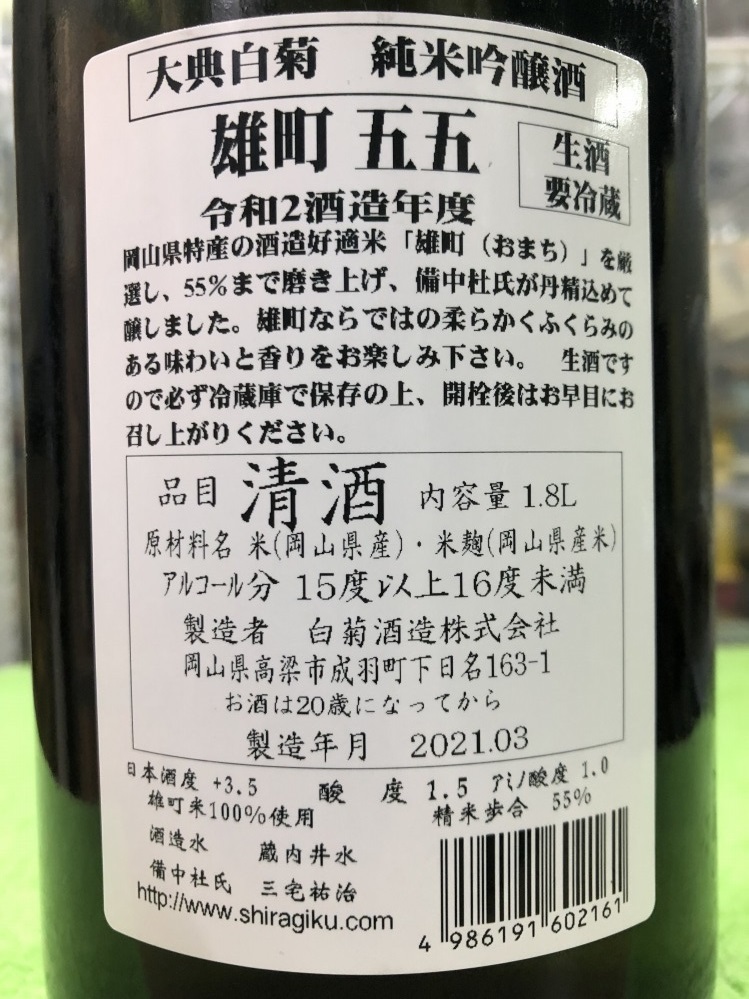 大典白菊 純米吟醸酒
雄町 五五
生酒
要冷蔵
令和2酒造年度
岡山県特産の酒造好適米「雄町(おまち)」を厳
選し、55%まで磨き上げ、備中杜氏が丹精込めて
醸しました。雄町ならではの柔らかくふくらみの
ある味わいと香りをお楽しみ下さい。 生酒です
ので必ず冷蔵庫で保存の上、開栓後はお早目にお
召し上がりください。
品目 清酒 内容量 1.8L
原材料名 米(岡山県産)・米麹(岡山県産米)
アルコール分 15度以上16度未満
製造者 白菊酒造株式会社
岡山県高梁市成羽町下日名163-1
お酒は20歳になってから
製造年月 2021.03
日本酒度 +3.5 酸 度 1.5 アミノ酸度 1.0
雄町米100%使用 精米歩合 55%
酒造水 蔵内井水
備中杜氏 三宅祐治
http://www.shiragiku.com
4 986191 602161